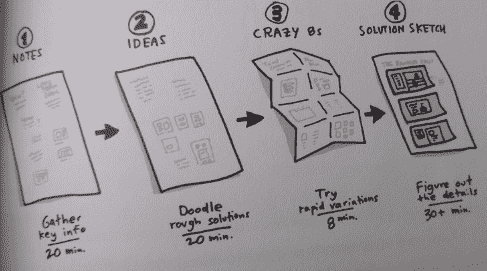 1
NOTES
Gather
key info
20 min.
2
IDEAS
Doodle
rough solutions
20 min.
3
CRAZY 8s
Try
rapid variations
8 min.
4
SOLUTION SKETCH
Figure out
the details
30+ min.